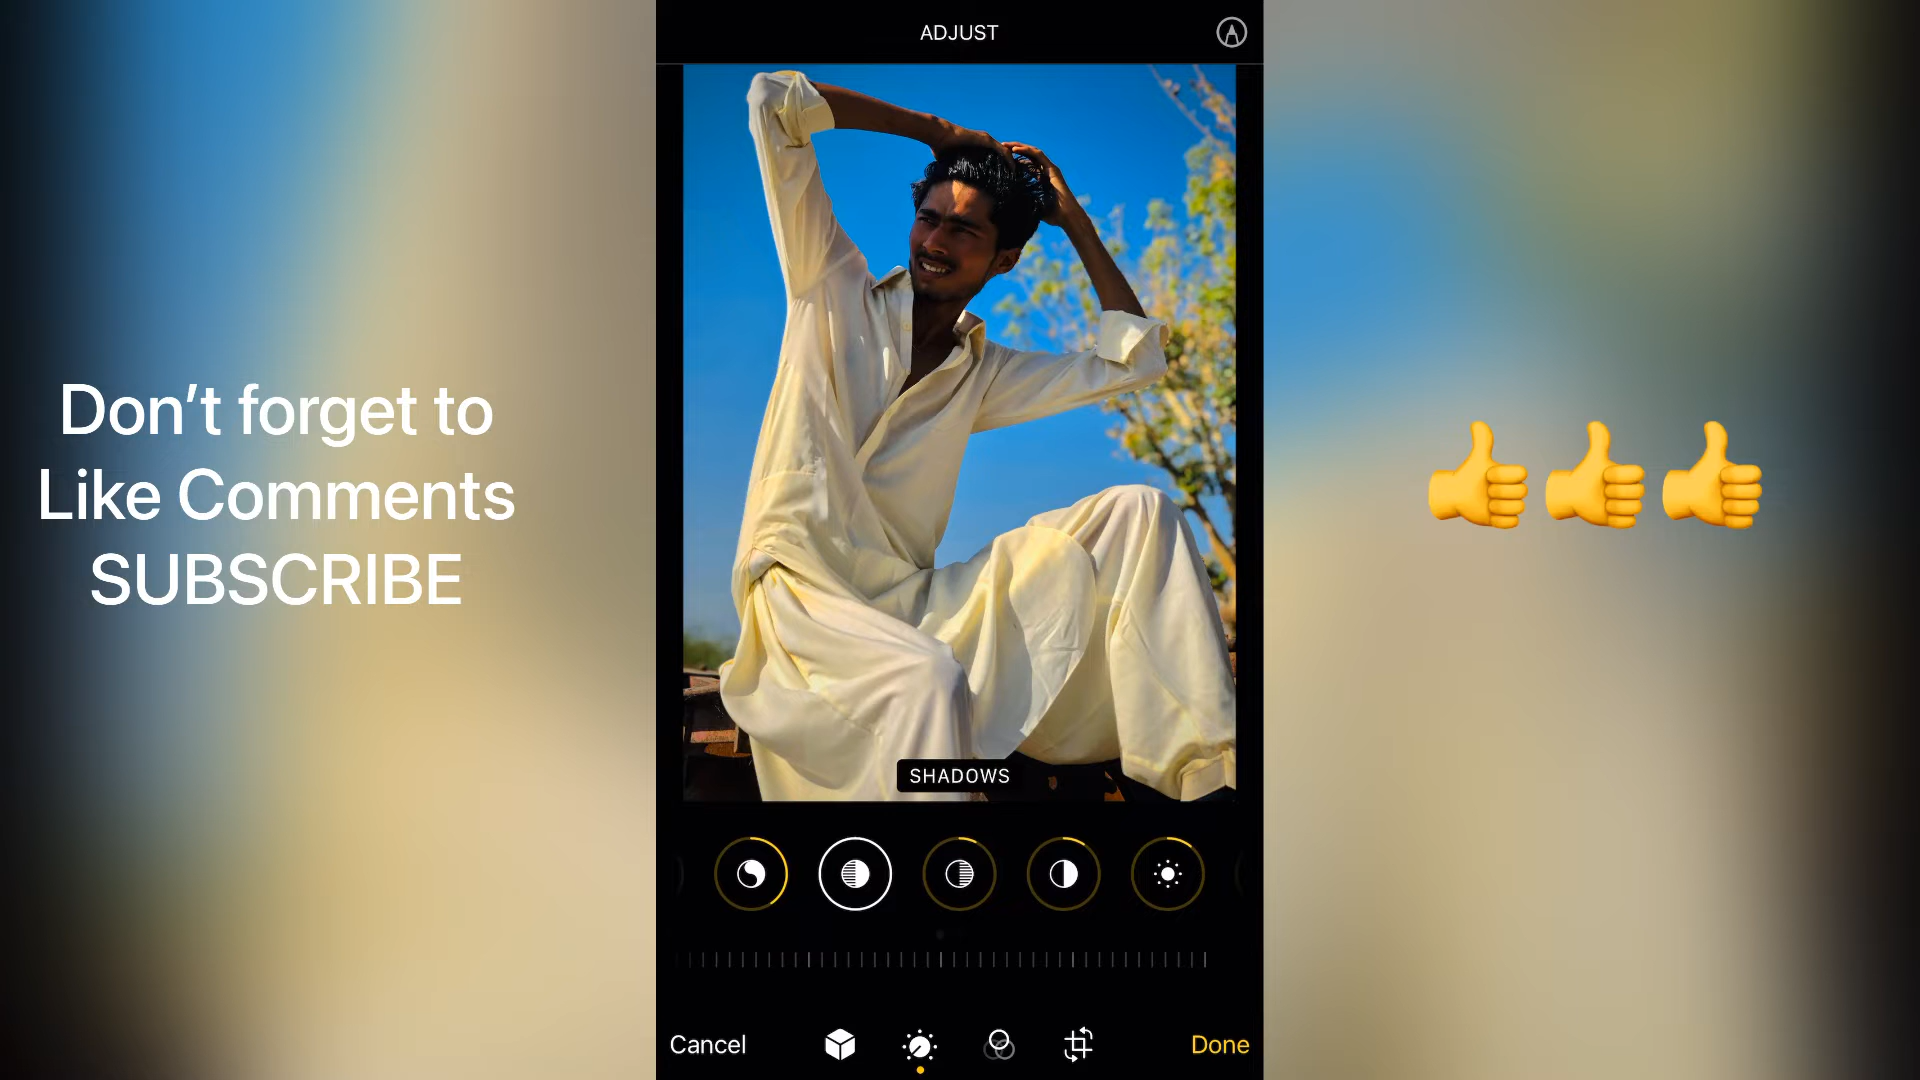 ADJUST
Don’t forget to
Like Comments
SUBSCRIBE
SHADOWS
Cancel
Done